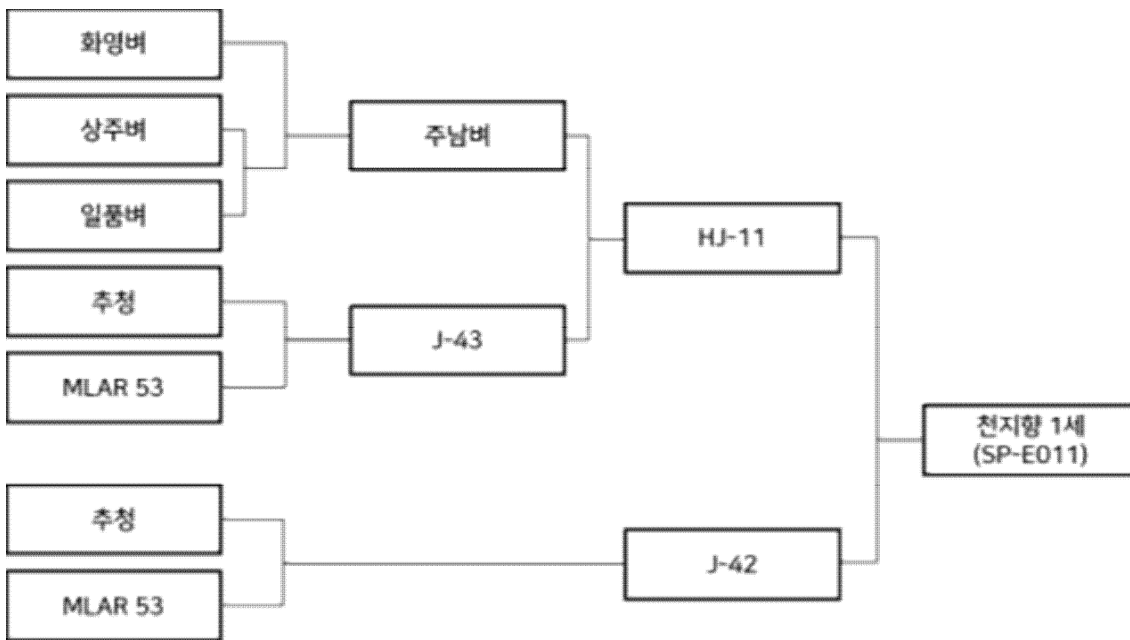 화영벼
상주벼
주남벼
일품벼
HJ-11
추청
J-43
MLAR 53
천지향 1세
(SP-E011)
추청
J-42
MLAR 53